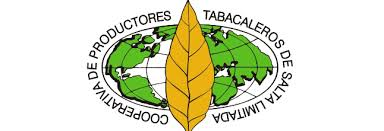 COOPERATIVA DE PRODUCTORES
TABACALEROS DE SALTA LIMITADA